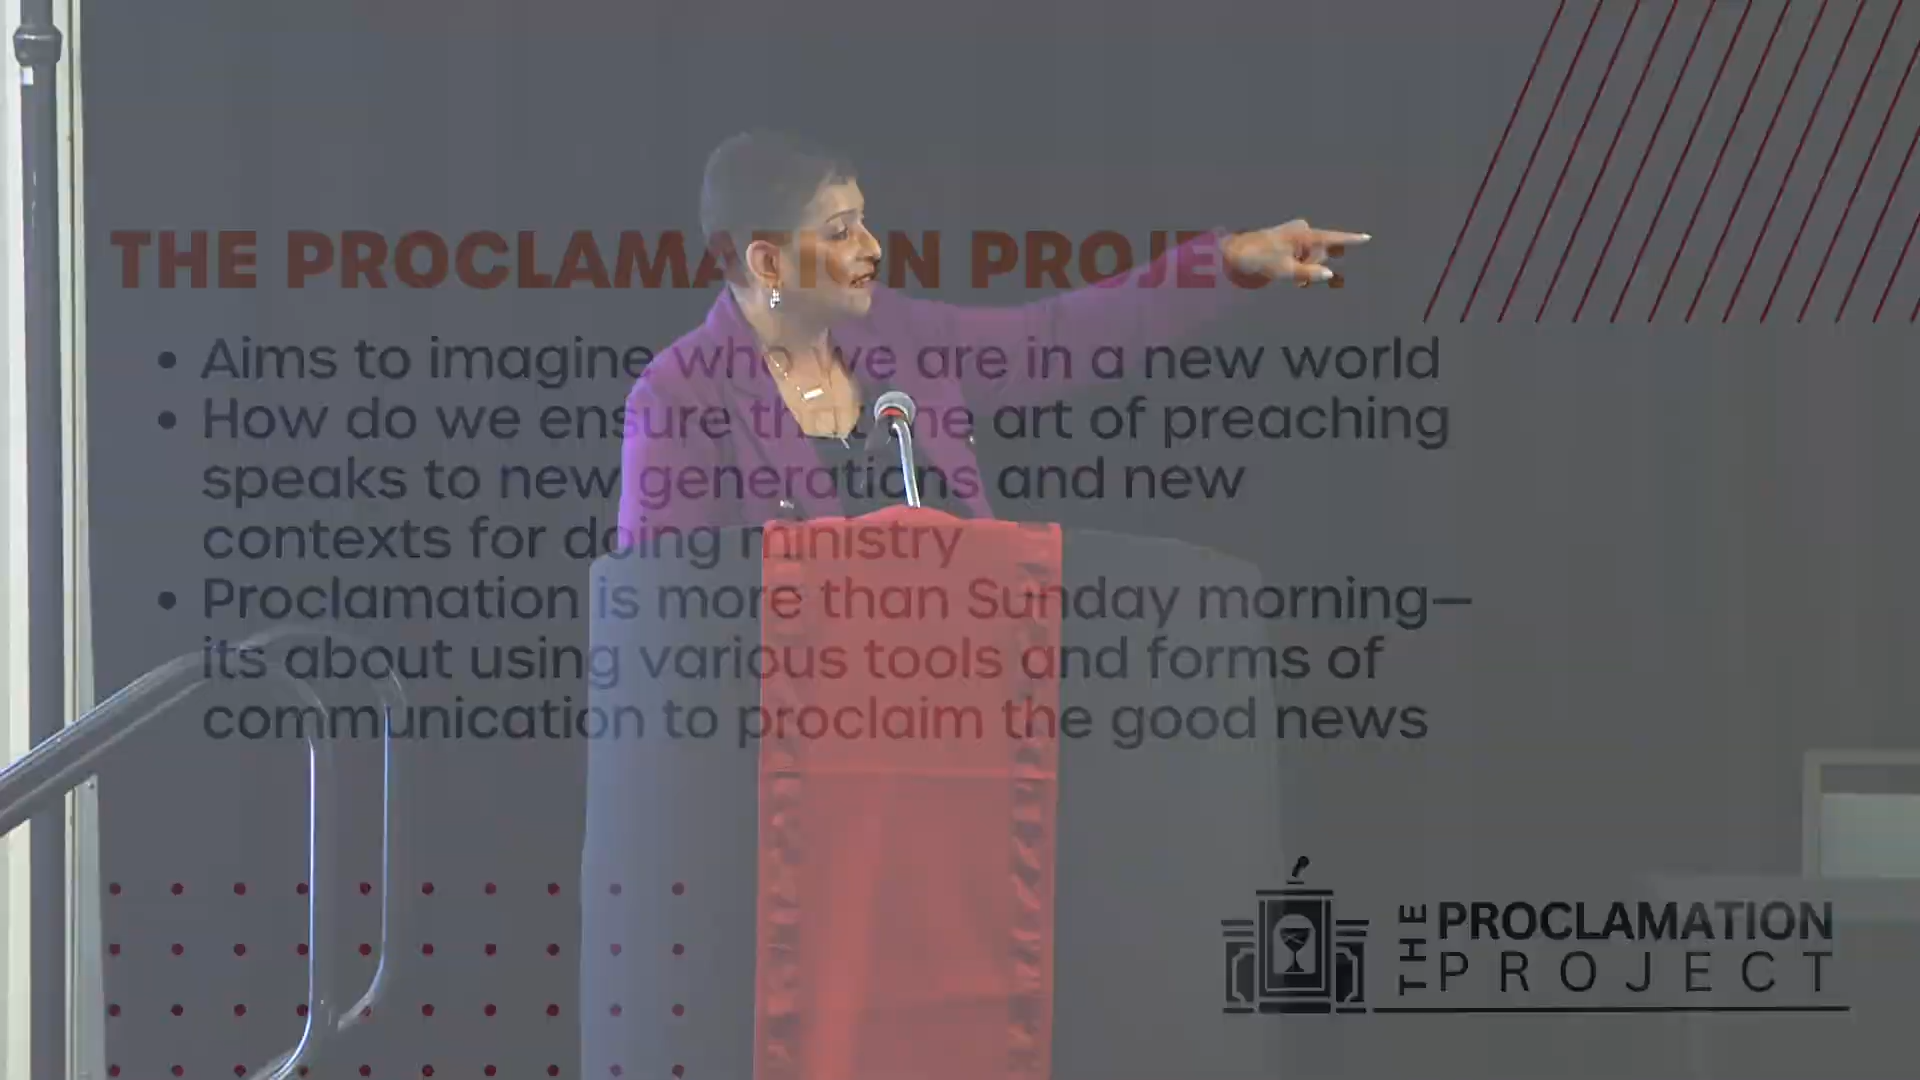 THE PROCLAMATION PROJECT:
• Aims to imagine who we are in a new world
• How do we ensure that the art of preaching
speaks to new generations and new
contexts for doing ministry
• Proclamation is more than Sunday morning—
its about using various tools and forms of
communication to proclaim the good news
THE PROCLAMATION
PROJECT